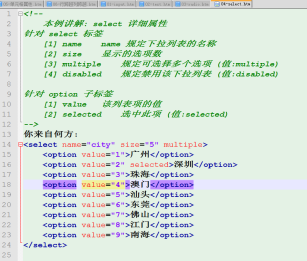 <!--
本例讲解: select 详细属性
针对 select 标签
[1] name    name 规定下拉列表的名称
[2] size    显示的选项数
[3] multiple    规定可选择多个选项 (值:multiple)
[4] disabled    规定禁用该下拉列表 (值:disabled)
针对 option 子标签
[1] value    该列表项的值
[2] selected    选中此项 (值:selected)
-->
你来自何方:
<select name="city" size="5" multiple>
<option value="1">广州</option>
<option value="2" selected>深圳</option>
<option value="3">珠海</option>
<option value="4">澳门</option>
<option value="5">汕头</option>
<option value="6">东莞</option>
<option value="7">佛山</option>
<option value="8">江门</option>
<option value="9">南海</option>
</select>